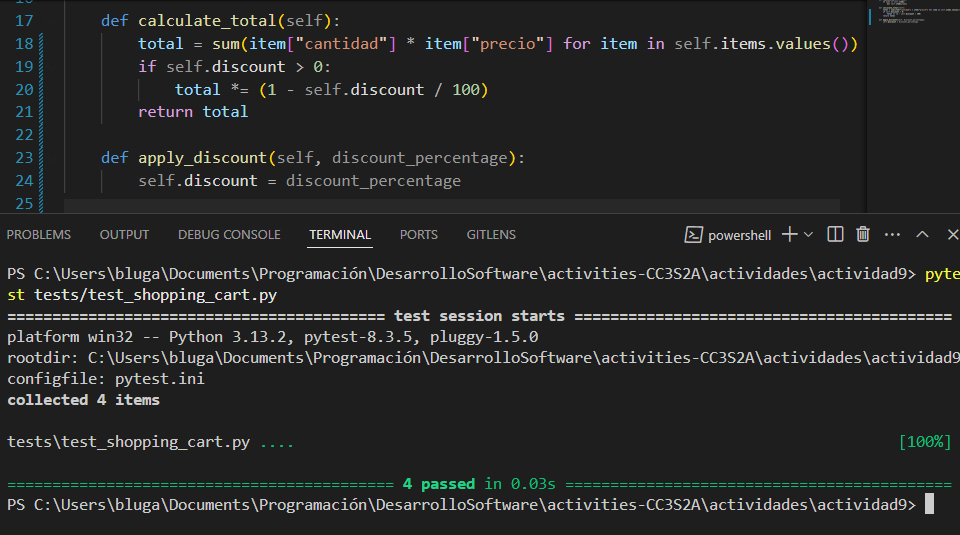 17 def calculate_total(self):
18 total = sum(item["cantidad"] * item["precio"] for item in self.items.values())
19 if self.discount > 0:
20 total *= (1 - self.discount / 100)
21 return total
22
23 def apply_discount(self, discount_percentage):
24 self.discount = discount_percentage
25
PROBLEMS OUTPUT DEBUG CONSOLE TERMINAL PORTS GITLENS powershell
PS C:\Users\bluga\Documents\Programación\DesarrolloSoftware\activities-CC3S2A\actividades\actividad9> pyte
st tests/test_shopping_cart.py
========================================== test session starts ==========================================
platform win32 -- Python 3.13.2, pytest-8.3.5, pluggy-1.5.0
rootdir: C:\Users\bluga\Documents\Programación\DesarrolloSoftware\activities-CC3S2A\actividades\actividad9
configfile: pytest.ini
collected 4 items
tests\test_shopping_cart.py .... [100%]
=========================================== 4 passed in 0.03s ===========================================
PS C:\Users\bluga\Documents\Programación\DesarrolloSoftware\activities-CC3S2A\actividades\actividad9>